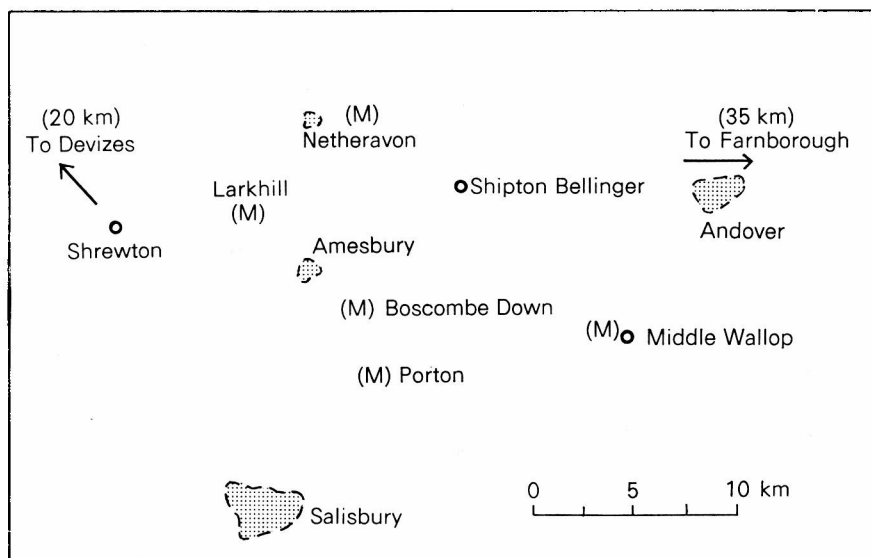 (20 km)
To Devizes
(M)
Netheravon
(35 km)
To Farnborough
Larkhill
(M)
Shipton Bellinger
Shrewton
Andover
Amesbury
(M) Boscombe Down
(M) Middle Wallop
(M) Porton
Salisbury
0 5 10 km